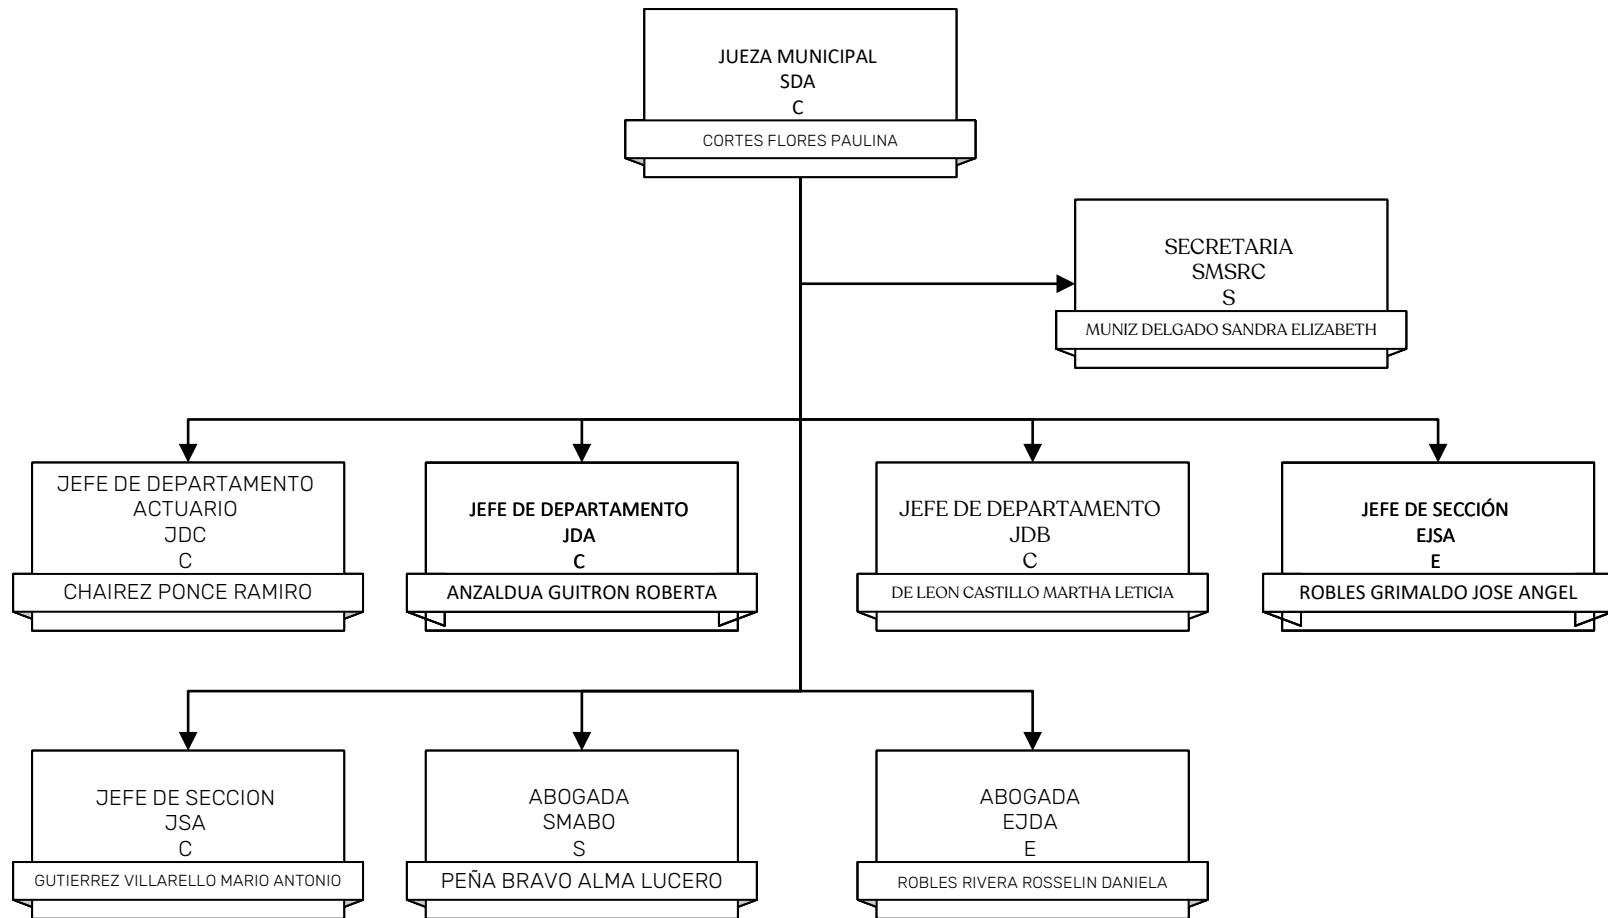 JUEZA MUNICIPAL
SDA
C
CORTES FLORES PAULINA
SECRETARIA
SMSRC
S
MUNIZ DELGADO SANDRA ELIZABETH
JEFE DE DEPARTAMENTO
ACTUARIO
JDC
C
CHAIREZ PONCE RAMIRO
JEFE DE DEPARTAMENTO
JDA
C
ANZALDUA GUITRON ROBERTA
JEFE DE DEPARTAMENTO
JDB
C
DE LEON CASTILLO MARTHA LETICIA
JEFE DE SECCIÓN
EJSA
E
ROBLES GRIMALDO JOSE ANGEL
JEFE DE SECCION
JSA
C
GUTIERREZ VILLARELLO MARIO ANTONIO
ABOGADA
SMABO
S
PEÑA BRAVO ALMA LUCERO
ABOGADA
EJDA
E
ROBLES RIVERA ROSSELIN DANIELA